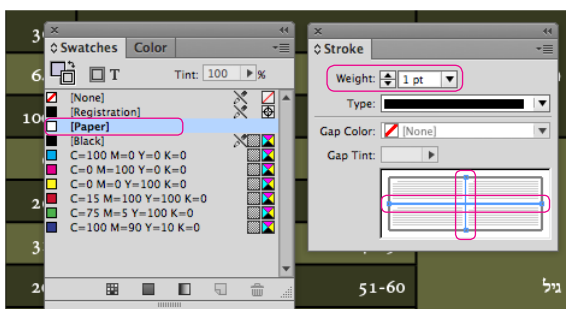 Swatches Color
T Tint: 100 %
[None]
[Registration]
[Paper]
[Black]
C=100 M=0 Y=0 K=0
C=0 M=100 Y=0 K=0
C=0 M=0 Y=100 K=0
C=15 M=100 Y=100 K=0
C=75 M=5 Y=100 K=0
C=100 M=90 Y=10 K=0
Stroke
Weight: 1 pt
Type:
Gap Color: [None]
Gap Tint:
51-60
גיל